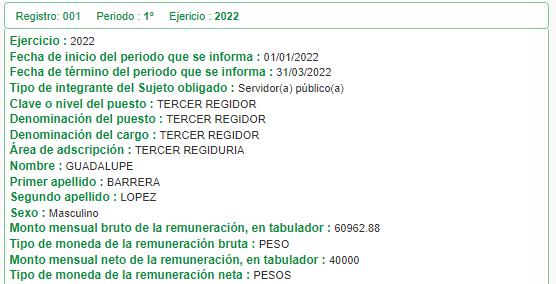 Registro: 001 Periodo : 1° Ejericio : 2022
Ejercicio : 2022
Fecha de inicio del periodo que se informa : 01/01/2022
Fecha de término del periodo que se informa : 31/03/2022
Tipo de integrante del Sujeto obligado : Servidor(a) público(a)
Clave o nivel del puesto : TERCER REGIDOR
Denominación del puesto : TERCER REGIDOR
Denominación del cargo : TERCER REGIDOR
Área de adscripción : TERCER REGIDURIA
Nombre : GUADALUPE
Primer apellido : BARRERA
Segundo apellido : LOPEZ
Sexo : Masculino
Monto mensual bruto de la remuneración, en tabulador : 60962.88
Tipo de moneda de la remuneración bruta : PESO
Monto mensual neto de la remuneración, en tabulador : 40000
Tipo de moneda de la remuneración neta : PESOS